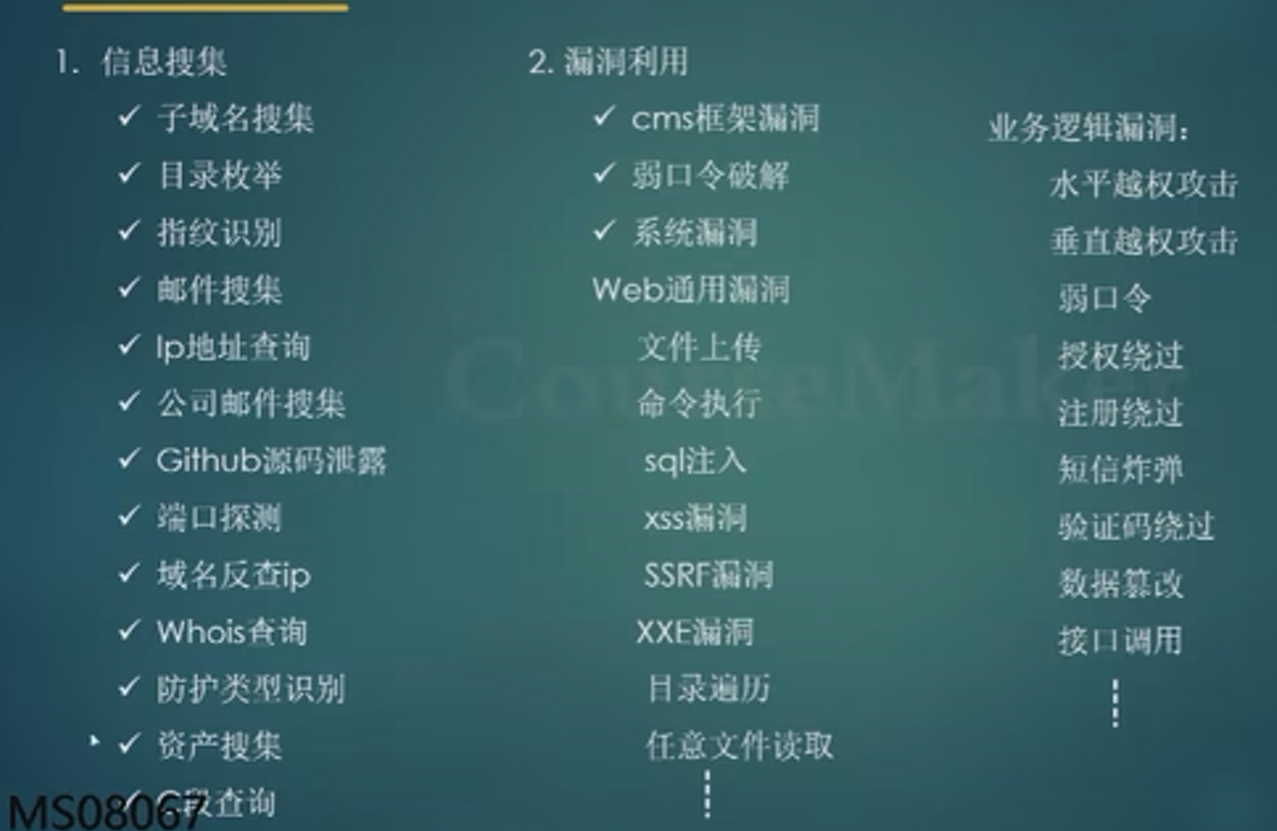 1. 信息搜集
✓ 子域名搜集
✓ 目录枚举
✓ 指纹识别
✓ 邮件搜集
✓ Ip地址查询
✓ 公司邮件搜集
✓ Github源码泄露
✓ 端口探测
✓ 域名反查ip
✓ Whois查询
✓ 防护类型识别
✓ 资产搜集
✓ C段查询
2. 漏洞利用
✓ cms框架漏洞
✓ 弱口令破解
✓ 系统漏洞
Web通用漏洞
文件上传
命令执行
sql注入
xss漏洞
SSRF漏洞
XXE漏洞
目录遍历
任意文件读取
业务逻辑漏洞：
水平越权攻击
垂直越权攻击
弱口令
授权绕过
注册绕过
短信炸弹
验证码绕过
数据篡改
接口调用
CourseMaker
MS08067